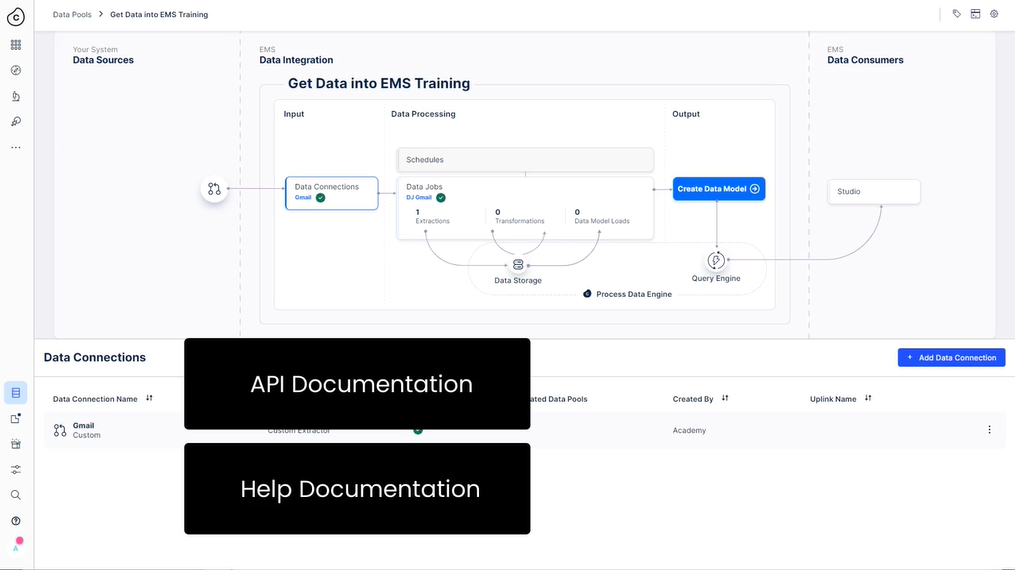 Data Pools > Get Data into EMS Training
Your System
Data Sources
EMS
Data Integration
EMS
Data Consumers
Get Data into EMS Training
Input
Data Processing
Output
Schedules
Data Connections
Gmail
Data Jobs
DJ Gmail
1
Extractions
0
Transformations
0
Data Model Loads
Create Data Model
Studio
Data Storage
Query Engine
Process Data Engine
Data Connections
+ Add Data Connection
API Documentation
Data Connection Name
ated Data Pools
Created By
Uplink Name
Gmail
Custom
Custom Extractor
Academy
Help Documentation